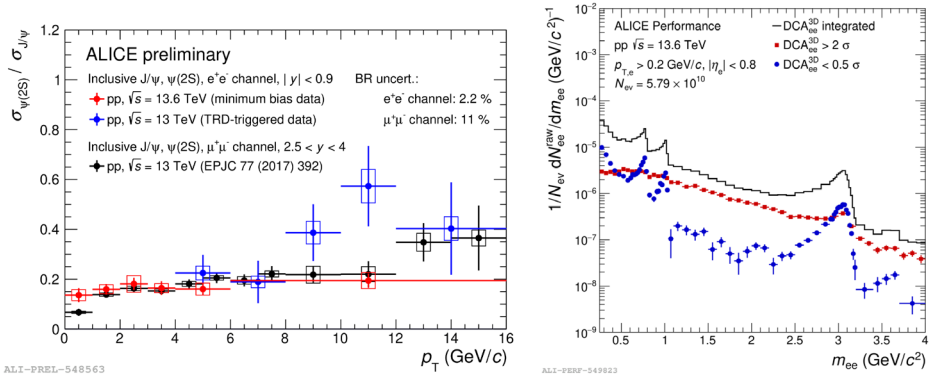 ALICE preliminary
Inclusive J/ψ, ψ(2S), e⁺e⁻ channel, | y| < 0.9
BR uncert.:
pp, √s = 13.6 TeV (minimum bias data)
e⁺e⁻ channel: 2.2 %
pp, √s = 13 TeV (TRD-triggered data)
μ⁺μ⁻ channel: 11 %
Inclusive J/ψ, ψ(2S), μ⁺μ⁻ channel, 2.5 < y < 4
pp, √s = 13 TeV (EPJC 77 (2017) 392)
σψ(2S) / σJ/ψ
1.2
1
0.8
0.6
0.4
0.2
0
0 2 4 6 8 10 12 14 16
pT (GeV/c)
ALI-PREL-548563
ALICE Performance
pp √s = 13.6 TeV
pT,e > 0.2 GeV/c, |ηe| < 0.8
Nev = 5.79 × 10¹⁰
DCAee³ᴰ integrated
DCAee³ᴰ > 2 σ
DCAee³ᴰ < 0.5 σ
1/Nev dNee^raw/dmee (GeV/c²)⁻¹
10⁻²
10⁻³
10⁻⁴
10⁻⁵
10⁻⁶
10⁻⁷
10⁻⁸
10⁻⁹
0.5 1 1.5 2 2.5 3 3.5 4
mee (GeV/c²)
ALI-PERF-549823